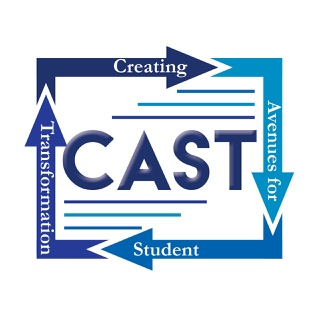 Creating
Avenues for
Student
Transformation
CAST